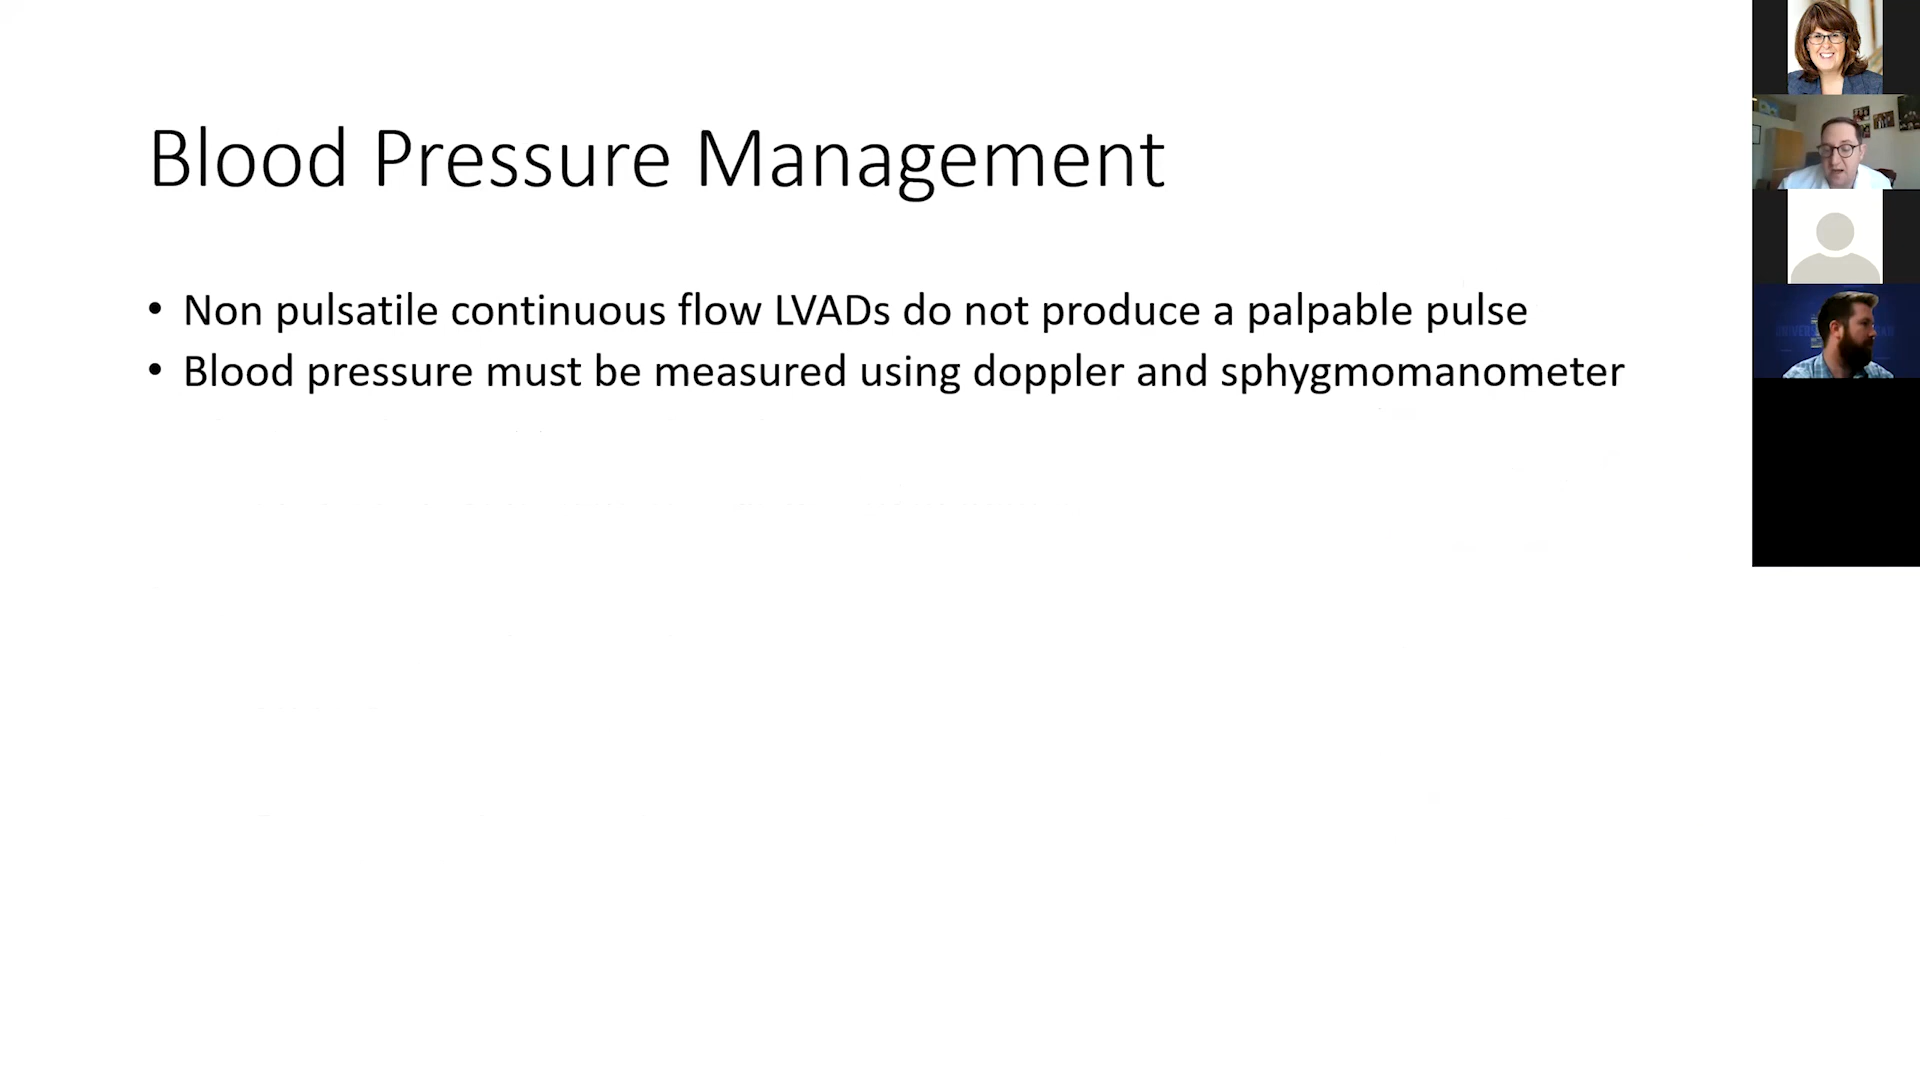 Blood Pressure Management
• Non pulsatile continuous flow LVADs do not produce a palpable pulse
• Blood pressure must be measured using doppler and sphygmomanometer